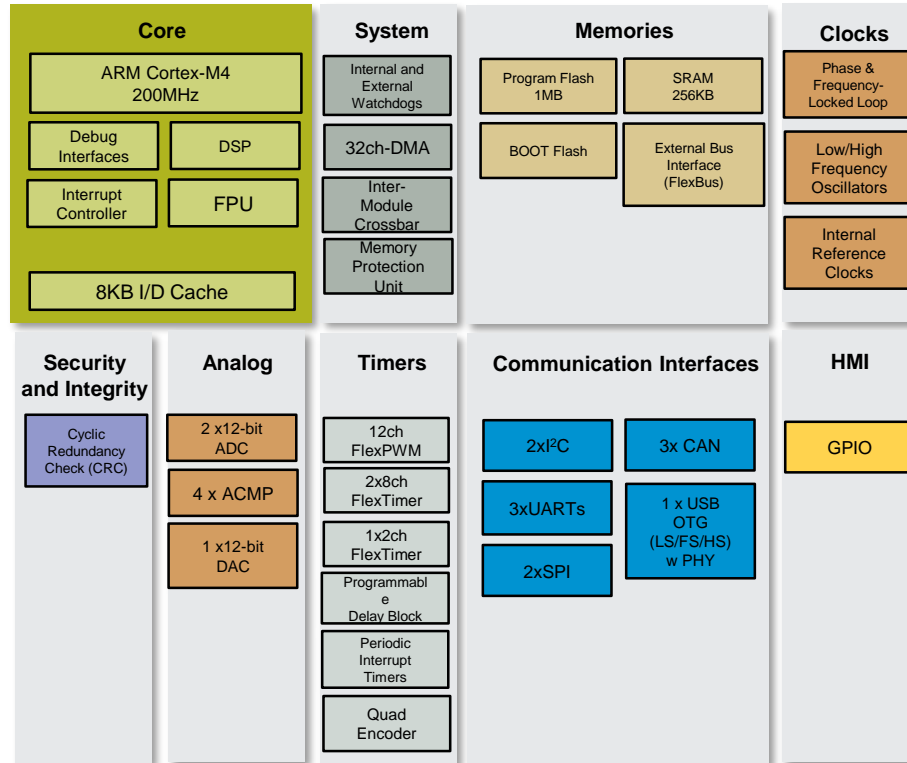 Core
ARM Cortex-M4
200MHz
Debug
Interfaces
DSP
Interrupt
Controller
FPU
8KB I/D Cache
System
Internal and
External
Watchdogs
32ch-DMA
Inter-
Module
Crossbar
Memory
Protection
Unit
Memories
Program Flash
1MB
SRAM
256KB
BOOT Flash
External Bus
Interface
(FlexBus)
Clocks
Phase &
Frequency-
Locked Loop
Low/High
Frequency
Oscillators
Internal
Reference
Clocks
Security
and Integrity
Cyclic
Redundancy
Check (CRC)
Analog
2 x12-bit
ADC
4 x ACMP
1 x12-bit
DAC
Timers
12ch
FlexPWM
2x8ch
FlexTimer
1x2ch
FlexTimer
Programmabl
e
Delay Block
Periodic
Interrupt
Timers
Quad
Encoder
Communication Interfaces
2xI²C
3x CAN
3xUARTs
1 x USB
OTG
(LS/FS/HS)
w PHY
2xSPI
HMI
GPIO